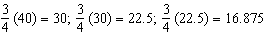 3/4 (40) = 30; 3/4 (30) = 22.5; 3/4 (22.5) = 16.875